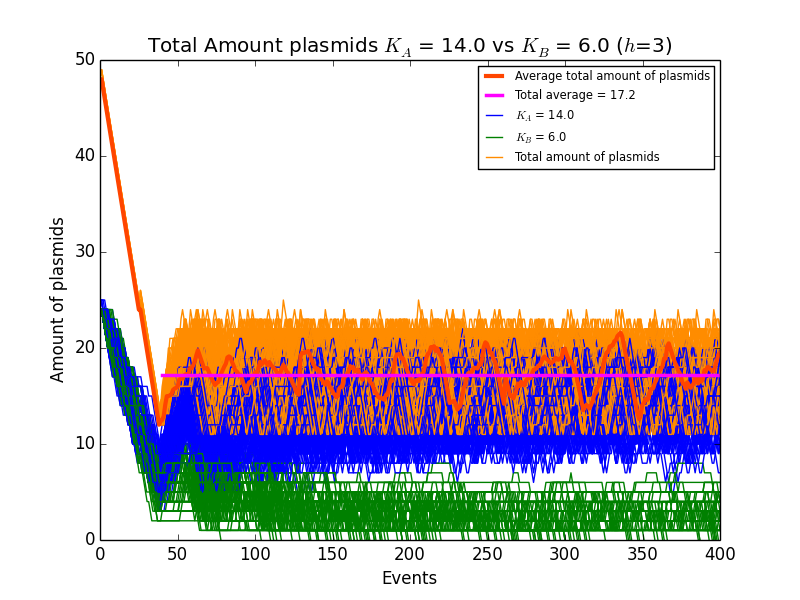 Total Amount plasmids K_A = 14.0 vs K_B = 6.0 (h=3)
Average total amount of plasmids
Total average = 17.2
K_A = 14.0
K_B = 6.0
Total amount of plasmids
Amount of plasmids
50
40
30
20
10
0
0 50 100 150 200 250 300 350 400
Events